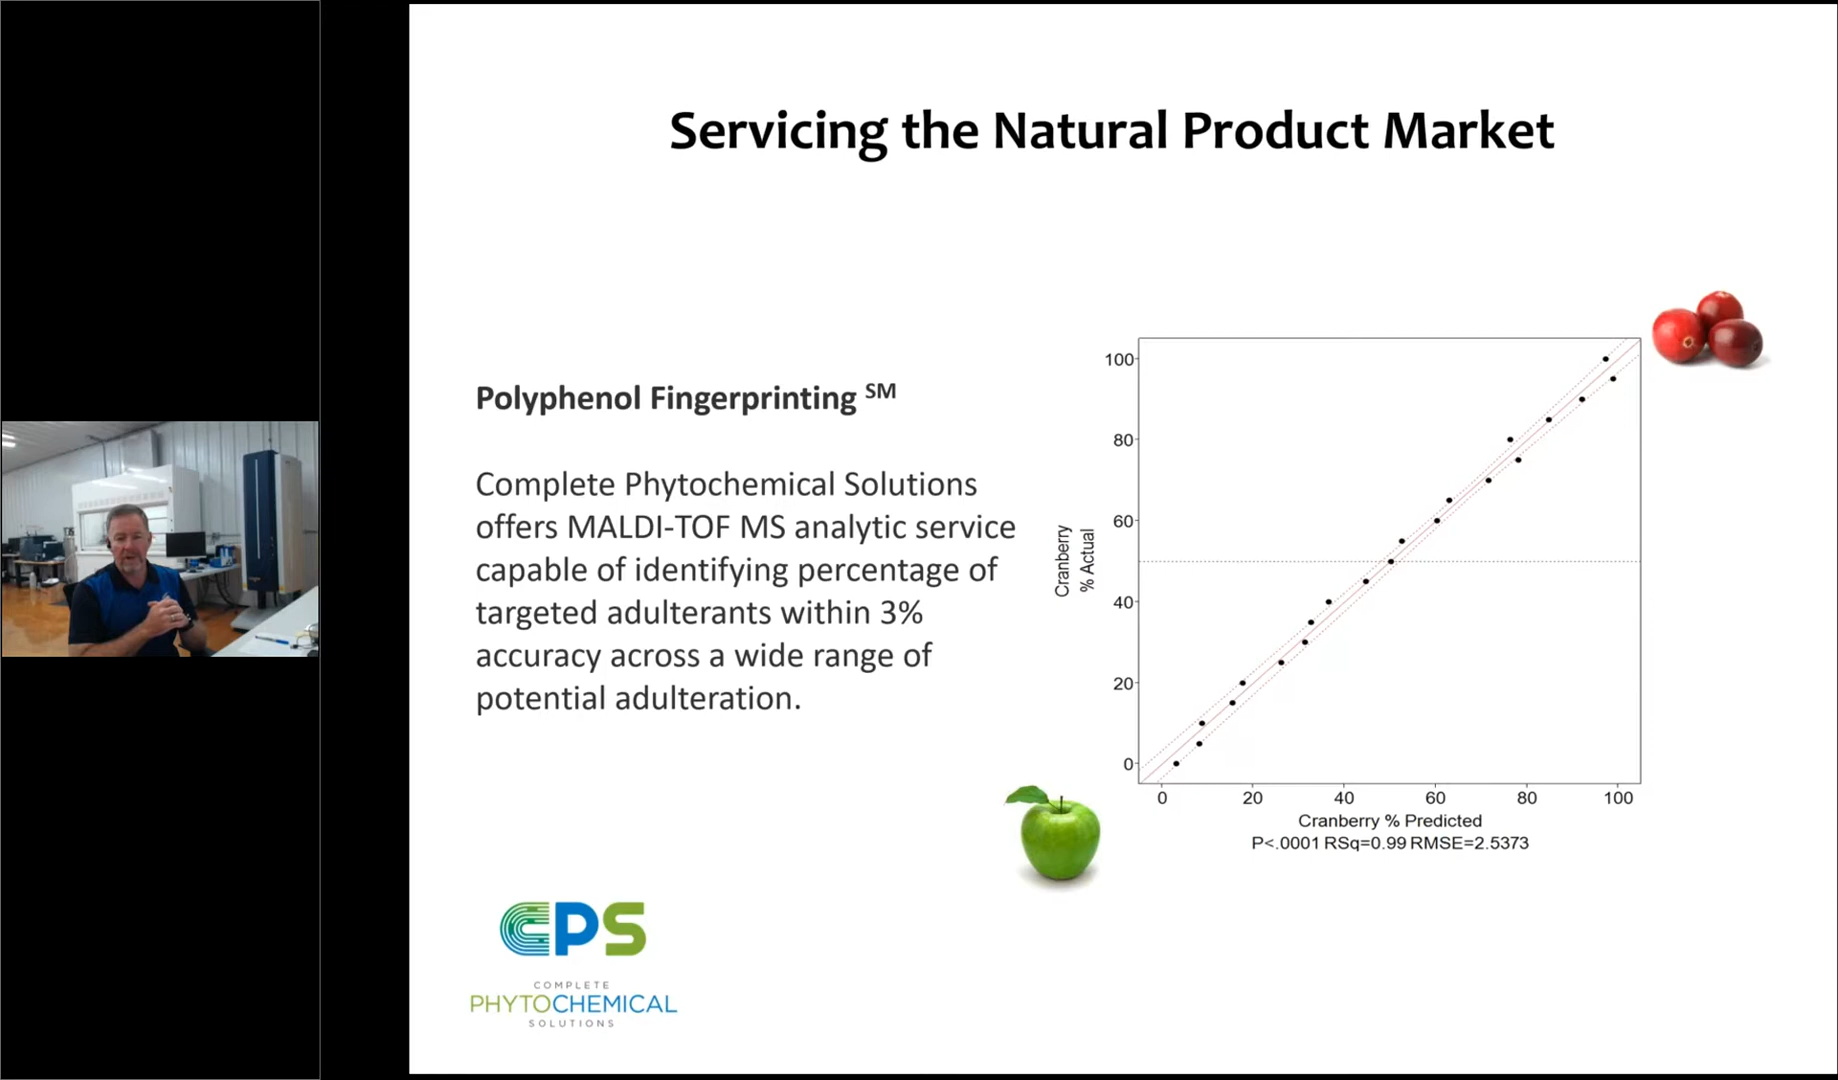 Servicing the Natural Product Market
Polyphenol Fingerprinting SM
Complete Phytochemical Solutions
offers MALDI-TOF MS analytic service
capable of identifying percentage of
targeted adulterants within 3%
accuracy across a wide range of
potential adulteration.
Cranberry
% Actual
100
80
60
40
20
0
0 20 40 60 80 100
Cranberry % Predicted
P<.0001 RSq=0.99 RMSE=2.5373
CPS
COMPLETE
PHYTOCHEMICAL
SOLUTIONS